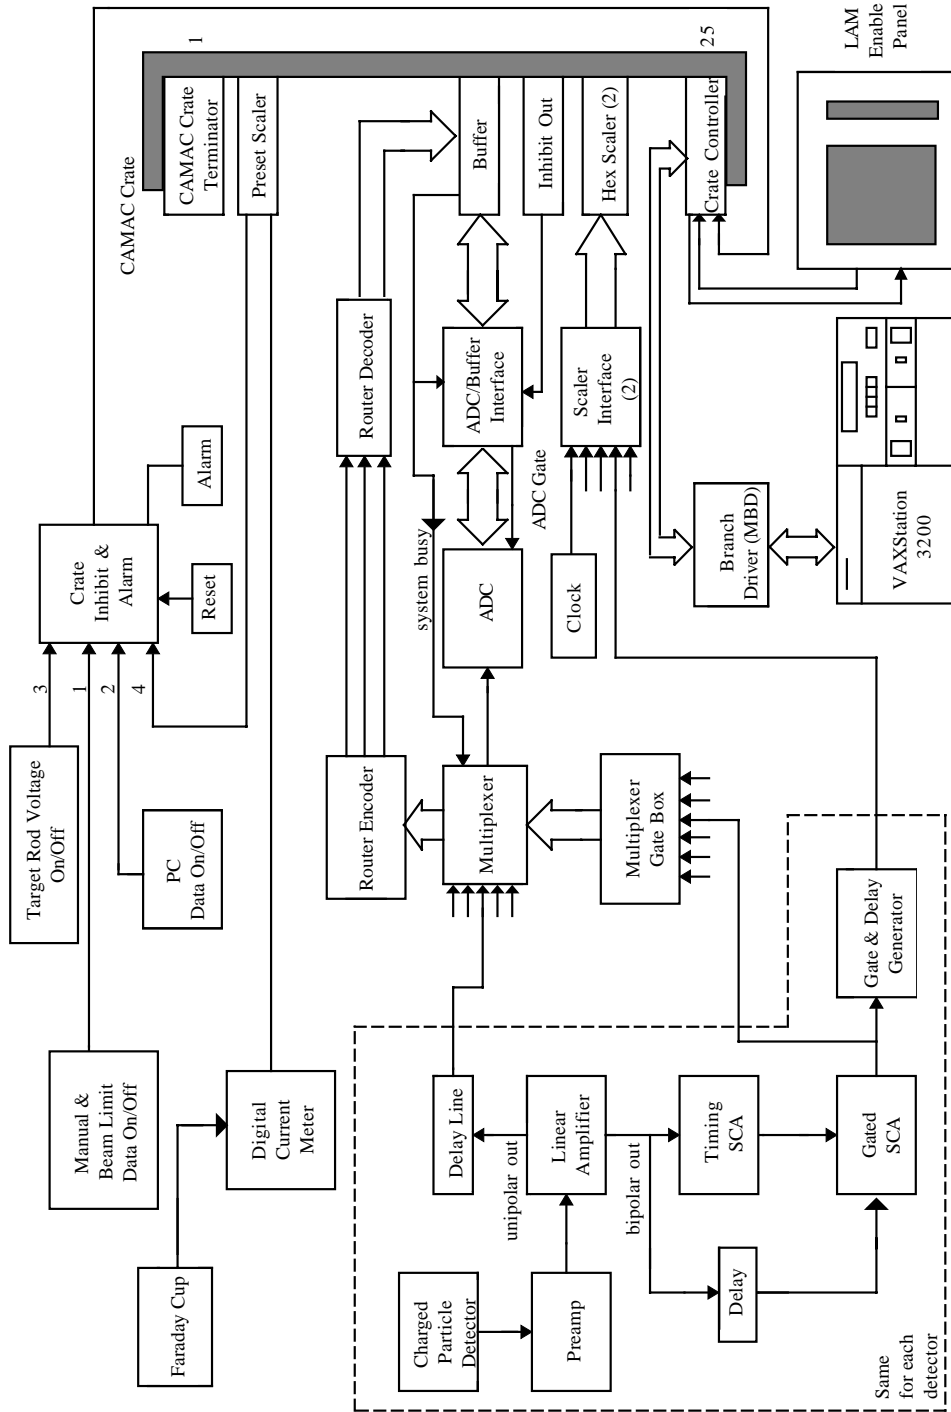 Faraday Cup
Manual &
Beam Limit
Data On/Off
Target Rod Voltage
On/Off
PC
Data On/Off
3
1
2
4
Crate
Inhibit &
Alarm
Reset
Alarm
Digital
Current
Meter
CAMAC Crate
1
CAMAC Crate
Terminator
Preset Scaler
Router Encoder
Router Decoder
Buffer
system busy
Multiplexer
ADC
ADC/Buffer
Interface
ADC Gate
Inhibit Out
Multiplexer
Gate Box
Clock
Scaler
Interface
(2)
Hex Scaler (2)
Crate Controller
25
Branch
Driver (MBD)
VAXStation
3200
LAM
Enable
Panel
Charged
Particle
Detector
Preamp
Delay Line
unipolar out
Linear
Amplifier
bipolar out
Timing
SCA
Delay
Gated
SCA
Gate & Delay
Generator
Same
for each
detector